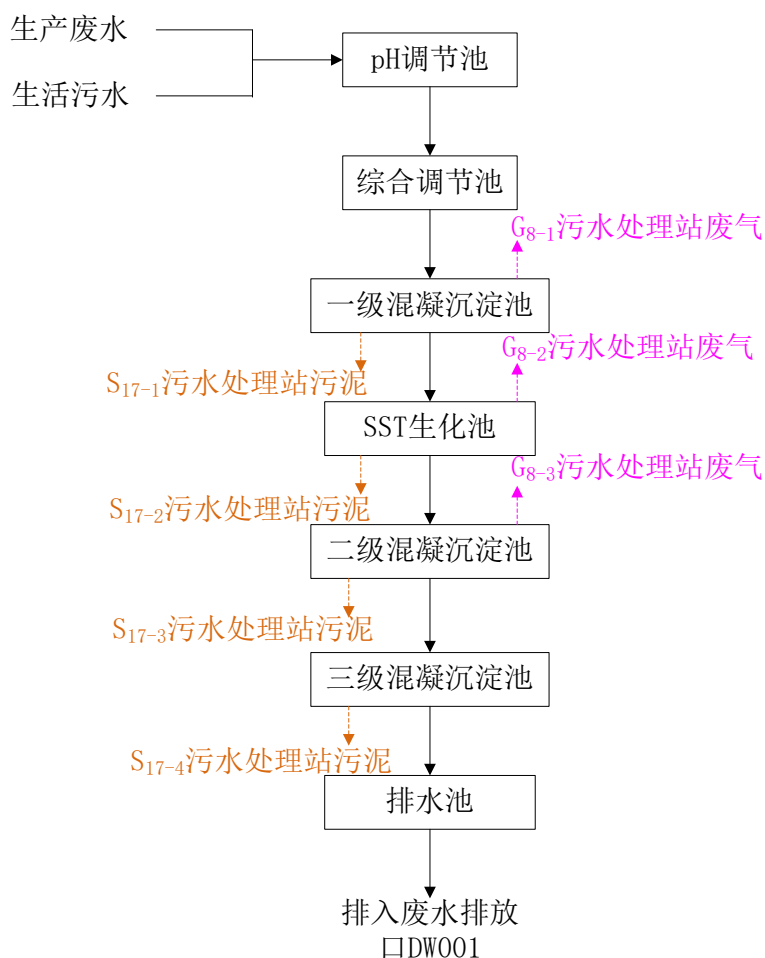 生产废水
pH调节池
生活污水
综合调节池
G8-1污水处理站废气
一级混凝沉淀池
G8-2污水处理站废气
S17-1污水处理站污泥
SST生化池
G8-3污水处理站废气
S17-2污水处理站污泥
二级混凝沉淀池
S17-3污水处理站污泥
三级混凝沉淀池
S17-4污水处理站污泥
排水池
排入废水排放
口DW001